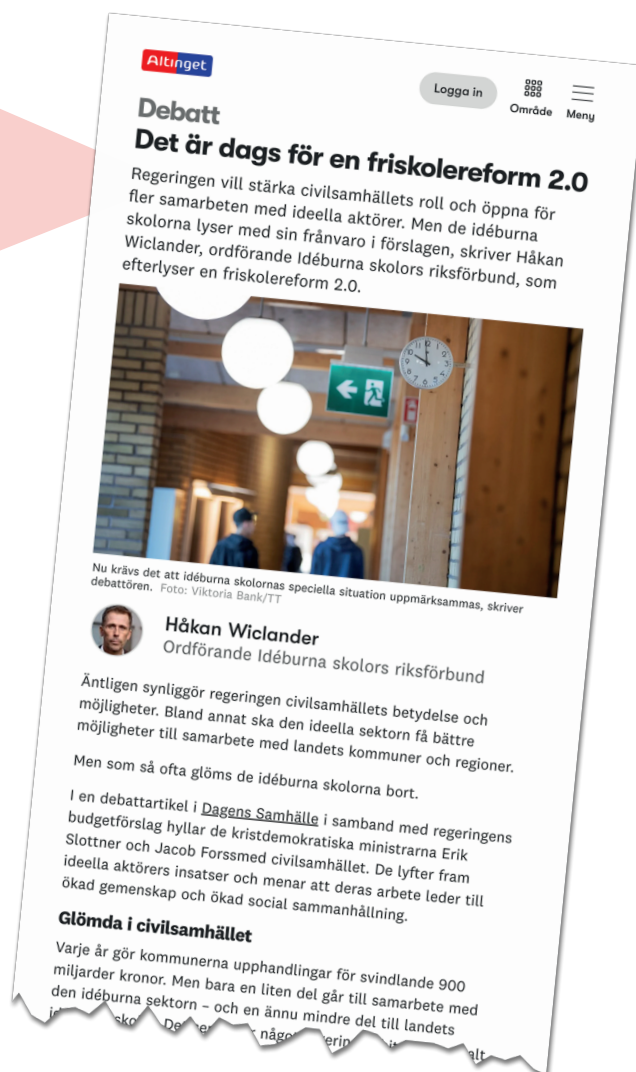 Altinget
Logga in
Område
Meny
Debatt
Det är dags för en friskolereform 2.0
Regeringen vill stärka civilsamhällets roll och öppna för
fler samarbeten med ideella aktörer. Men de idéburna
skolorna lyser med sin frånvaro i förslagen, skriver Håkan
Wiclander, ordförande Idéburna skolors riksförbund, som
efterlyser en friskolereform 2.0.
Nu krävs det att idéburna skolornas speciella situation uppmärksammas, skriver
debattören. Foto: Viktoria Bank/TT
Håkan Wiclander
Ordförande Idéburna skolors riksförbund
Äntligen synliggör regeringen civilsamhällets betydelse och
möjligheter. Bland annat ska den ideella sektorn få bättre
möjligheter till samarbete med landets kommuner och regioner.
Men som så ofta glöms de idéburna skolorna bort.
I en debattartikel i Dagens Samhälle i samband med regeringens
budgetförslag hyllar de kristdemokratiska ministrarna Erik
Slottner och Jacob Forssmed civilsamhället. De lyfter fram
ideella aktörers insatser och menar att deras arbete leder till
ökad gemenskap och ökad social sammanhållning.
Glömda i civilsamhället
Varje år gör kommunerna upphandlingar för svindlande 900
miljarder kronor. Men bara en liten del går till samarbete med
den idéburna sektorn – och en ännu mindre del till landets